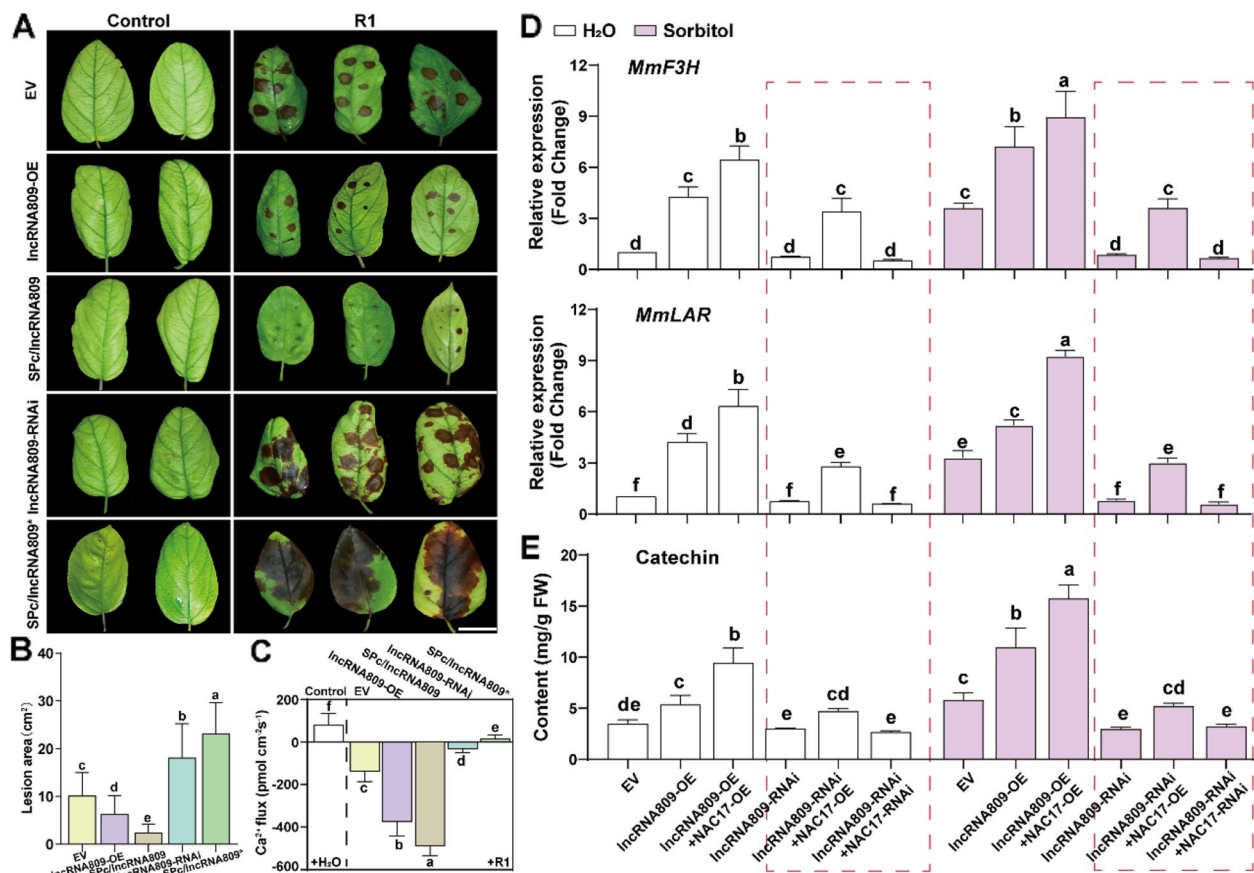 A
Control
R1
EV
lncRNA809-OE
SPc/lncRNA809
lncRNA809-RNAi
SPc/lncRNA809*
B
Lesion area(cm²)
40
30
20
10
0
c
d
e
b
a
EV
lncRNA809-OE
SPc/lncRNA809
lncRNA809-RNAi
SPc/lncRNA809*
C
Ca²⁺ flux (pmol cm⁻²s⁻¹)
200
0
-200
-400
-600
Control
EV
lncRNA809-OE
SPc/lncRNA809
lncRNA809-RNAi
SPc/lncRNA809*
f
c
b
a
d
e
+H₂O
+R1
D
H₂O
Sorbitol
MmF3H
Relative expression
(Fold Change)
12
9
6
3
0
d
c
b
d
c
d
c
b
a
d
c
d
MmLAR
Relative expression
(Fold Change)
12
9
6
3
0
f
d
b
f
e
f
e
c
a
f
e
f
E
Catechin
Content (mg/g FW)
20
15
10
5
0
de
c
b
e
cd
e
c
b
a
e
cd
e
EV
lncRNA809-OE
lncRNA809-OE
+NAC17-OE
lncRNA809-RNAi
lncRNA809-RNAi
+NAC17-OE
lncRNA809-RNAi
+NAC17-RNAi
EV
lncRNA809-OE
lncRNA809-OE
+NAC17-OE
lncRNA809-RNAi
lncRNA809-RNAi
+NAC17-OE
lncRNA809-RNAi
+NAC17-RNAi